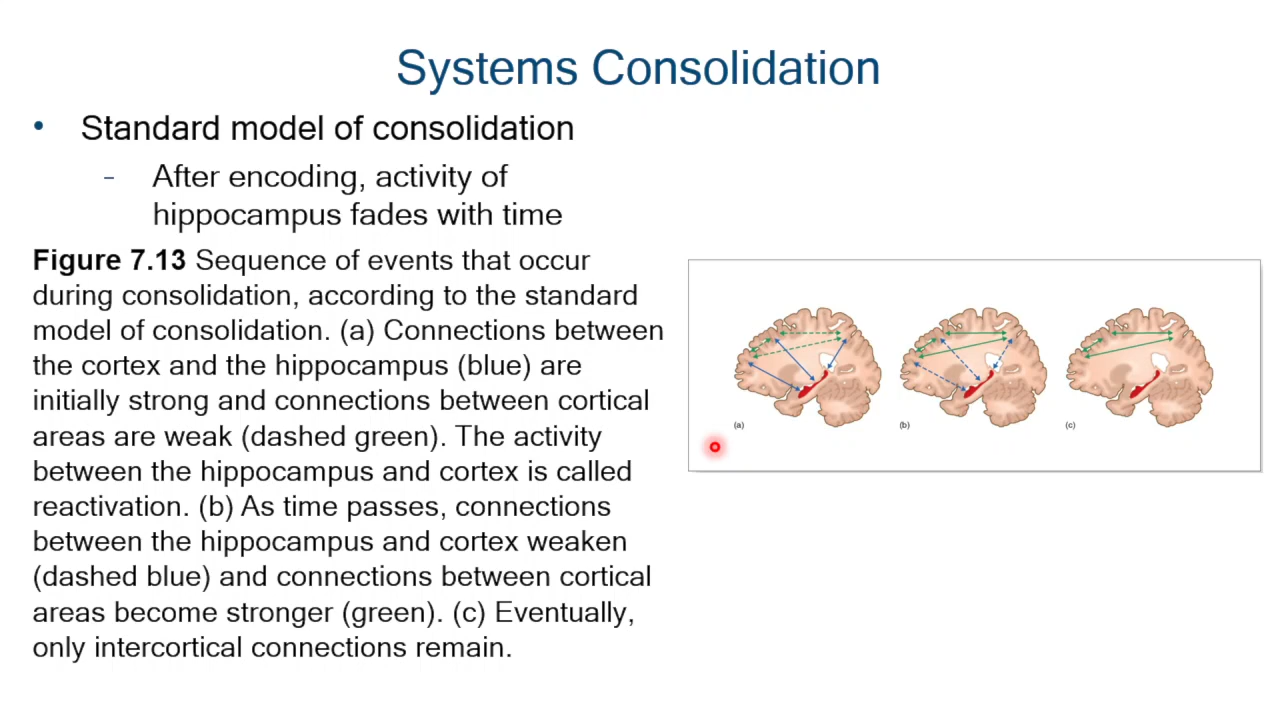 Systems Consolidation
• Standard model of consolidation
– After encoding, activity of
hippocampus fades with time
Figure 7.13 Sequence of events that occur
during consolidation, according to the standard
model of consolidation. (a) Connections between
the cortex and the hippocampus (blue) are
initially strong and connections between cortical
areas are weak (dashed green). The activity
between the hippocampus and cortex is called
reactivation. (b) As time passes, connections
between the hippocampus and cortex weaken
(dashed blue) and connections between cortical
areas become stronger (green). (c) Eventually,
only intercortical connections remain.
(a) (b) (c)